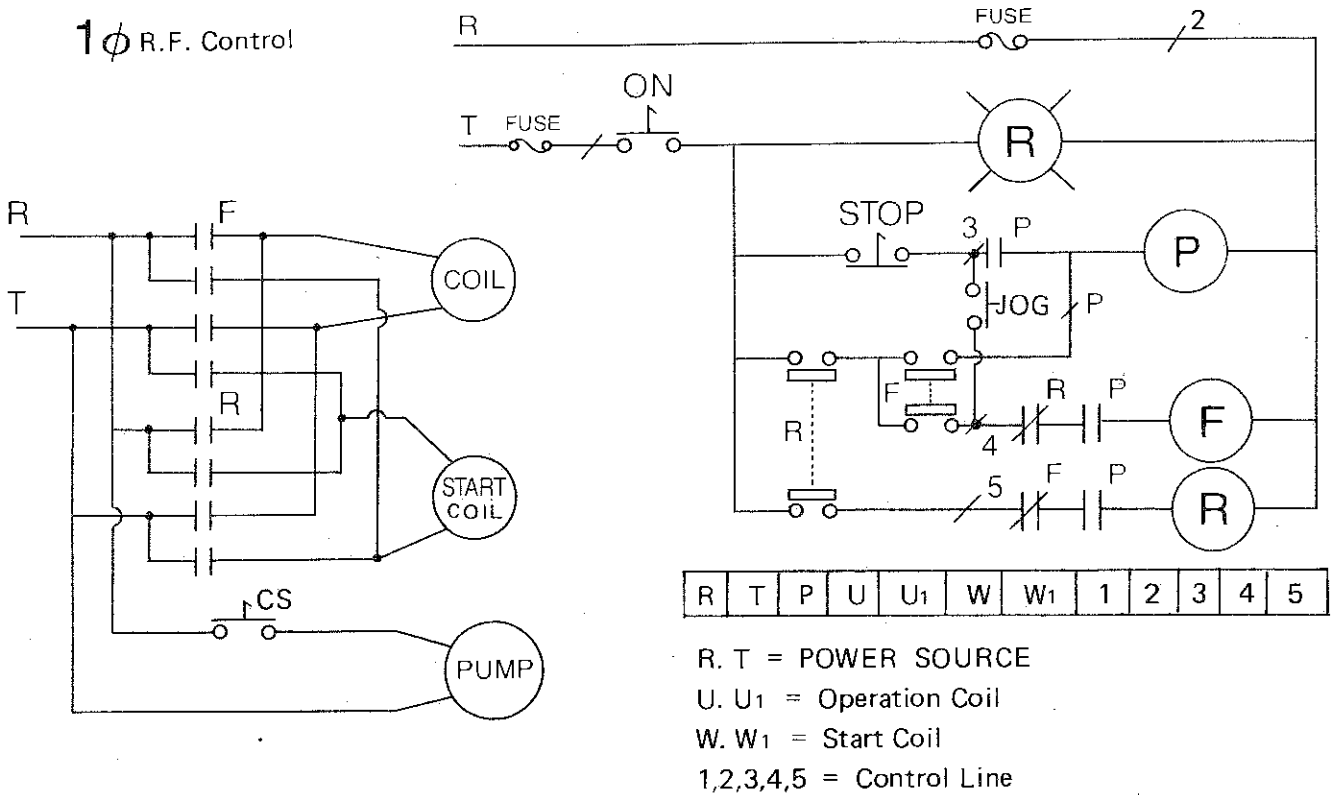 1φ R.F. Control
R
FUSE
2
ON
T
FUSE
R
STOP
3
P
P
JOG
P
R
F
4
R
P
F
5
F
P
R
R
F
COIL
T
R
START
COIL
CS
PUMP
R T P U U1 W W1 1 2 3 4 5
R. T = POWER SOURCE
U. U1 = Operation Coil
W. W1 = Start Coil
1,2,3,4,5 = Control Line